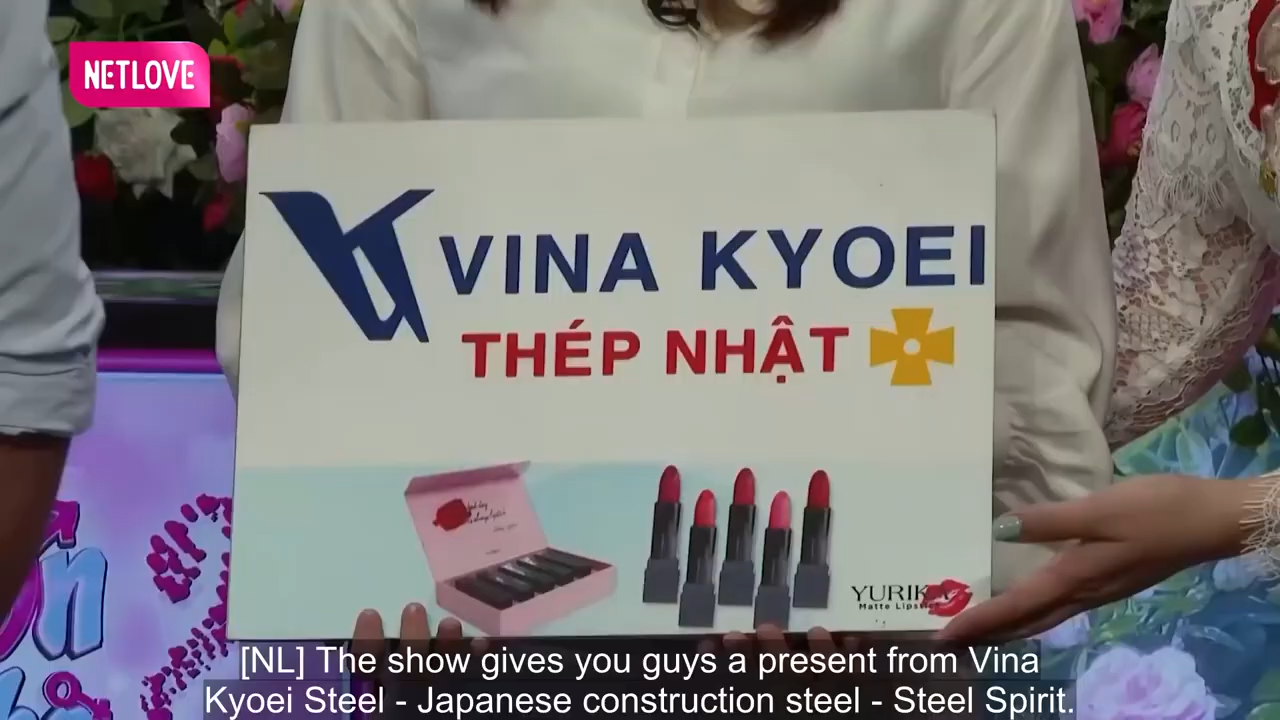 NETLOVE
VINA KYOEI
THÉP NHẬT
YURIKA
Matte Lipstick
[NL] The show gives you guys a present from Vina
Kyoei Steel - Japanese construction steel - Steel Spirit.